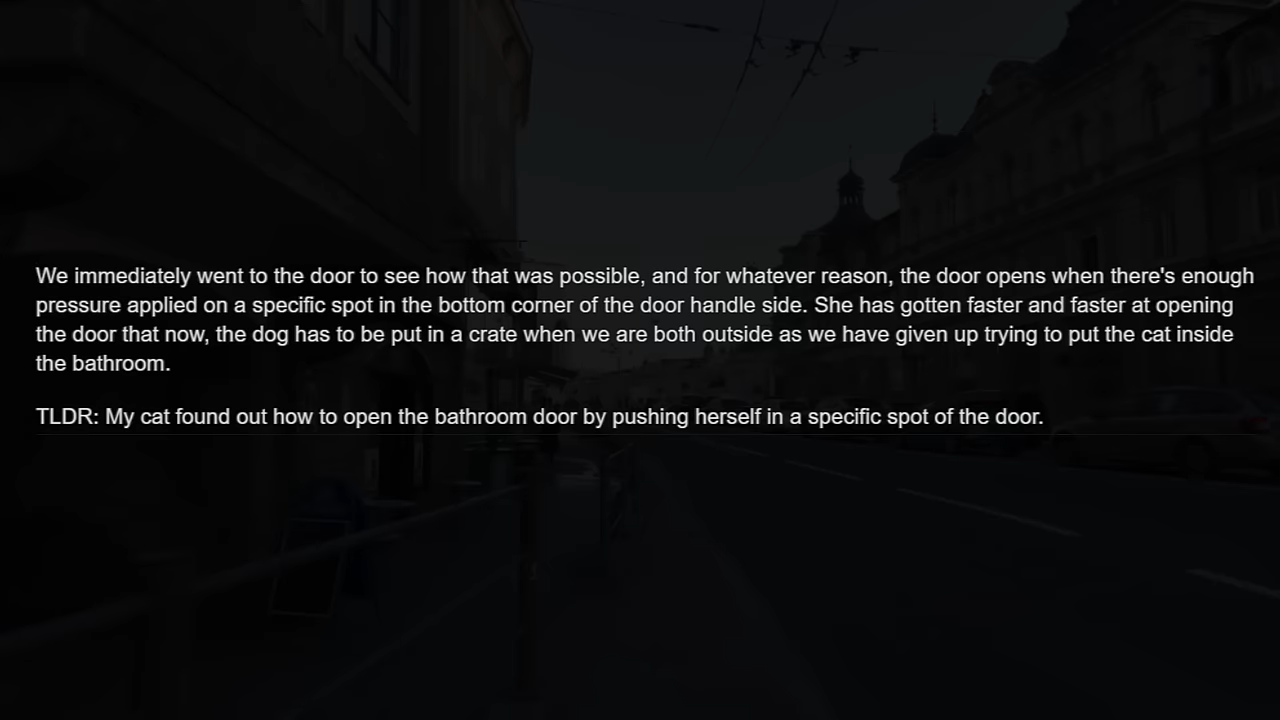 We immediately went to the door to see how that was possible, and for whatever reason, the door opens when there's enough
pressure applied on a specific spot in the bottom corner of the door handle side. She has gotten faster and faster at opening
the door that now, the dog has to be put in a crate when we are both outside as we have given up trying to put the cat inside
the bathroom.
TLDR: My cat found out how to open the bathroom door by pushing herself in a specific spot of the door.